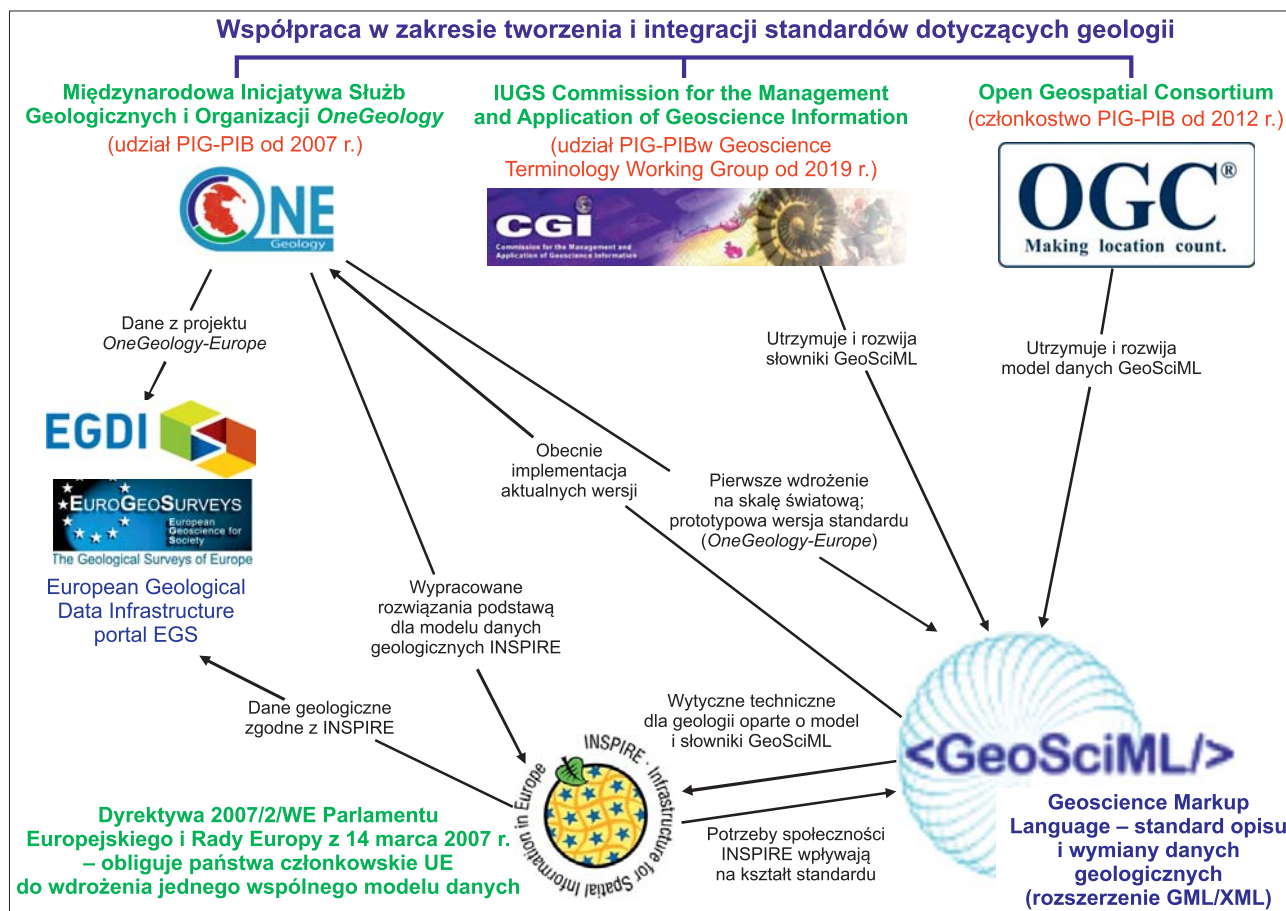 Współpraca w zakresie tworzenia i integracji standardów dotyczących geologii
Międzynarodowa Inicjatywa Służb
Geologicznych i Organizacji OneGeology
(udział PIG-PIB od 2007 r.)
ONE
Geology
IUGS Commission for the Management
and Application of Geoscience Information
(udział PIG-PIBw Geoscience
Terminology Working Group od 2019 r.)
CGI
Commission for the Management and
Application of Geoscience Information
Open Geospatial Consortium
(członkostwo PIG-PIB od 2012 r.)
OGC®
Making location count.
Dane z projektu
OneGeology-Europe
Utrzymuje i rozwija
słowniki GeoSciML
Utrzymuje i rozwija
model danych GeoSciML
EGDI
EUROGEOSURVEYS
European
Geoscience for
Society
The Geological Surveys of Europe
European Geological
Data Infrastructure
portal EGS
Obecnie
implementacja
aktualnych wersji
Pierwsze wdrożenie
na skalę światową;
prototypowa wersja standardu
(OneGeology-Europe)
Wypracowane
rozwiązania podstawą
dla modelu danych
geologicznych INSPIRE
Dane geologiczne
zgodne z INSPIRE
Wytyczne techniczne
dla geologii oparte o model
i słowniki GeoSciML
INSPIRE · Infrastructure for Spatial Information in Europe
<GeoSciML/>
Dyrektywa 2007/2/WE Parlamentu
Europejskiego i Rady Europy z 14 marca 2007 r.
– obliguje państwa członkowskie UE
do wdrożenia jednego wspólnego modelu danych
Potrzeby społeczności
INSPIRE wpływają
na kształt standardu
Geoscience Markup
Language – standard opisu
i wymiany danych
geologicznych
(rozszerzenie GML/XML)